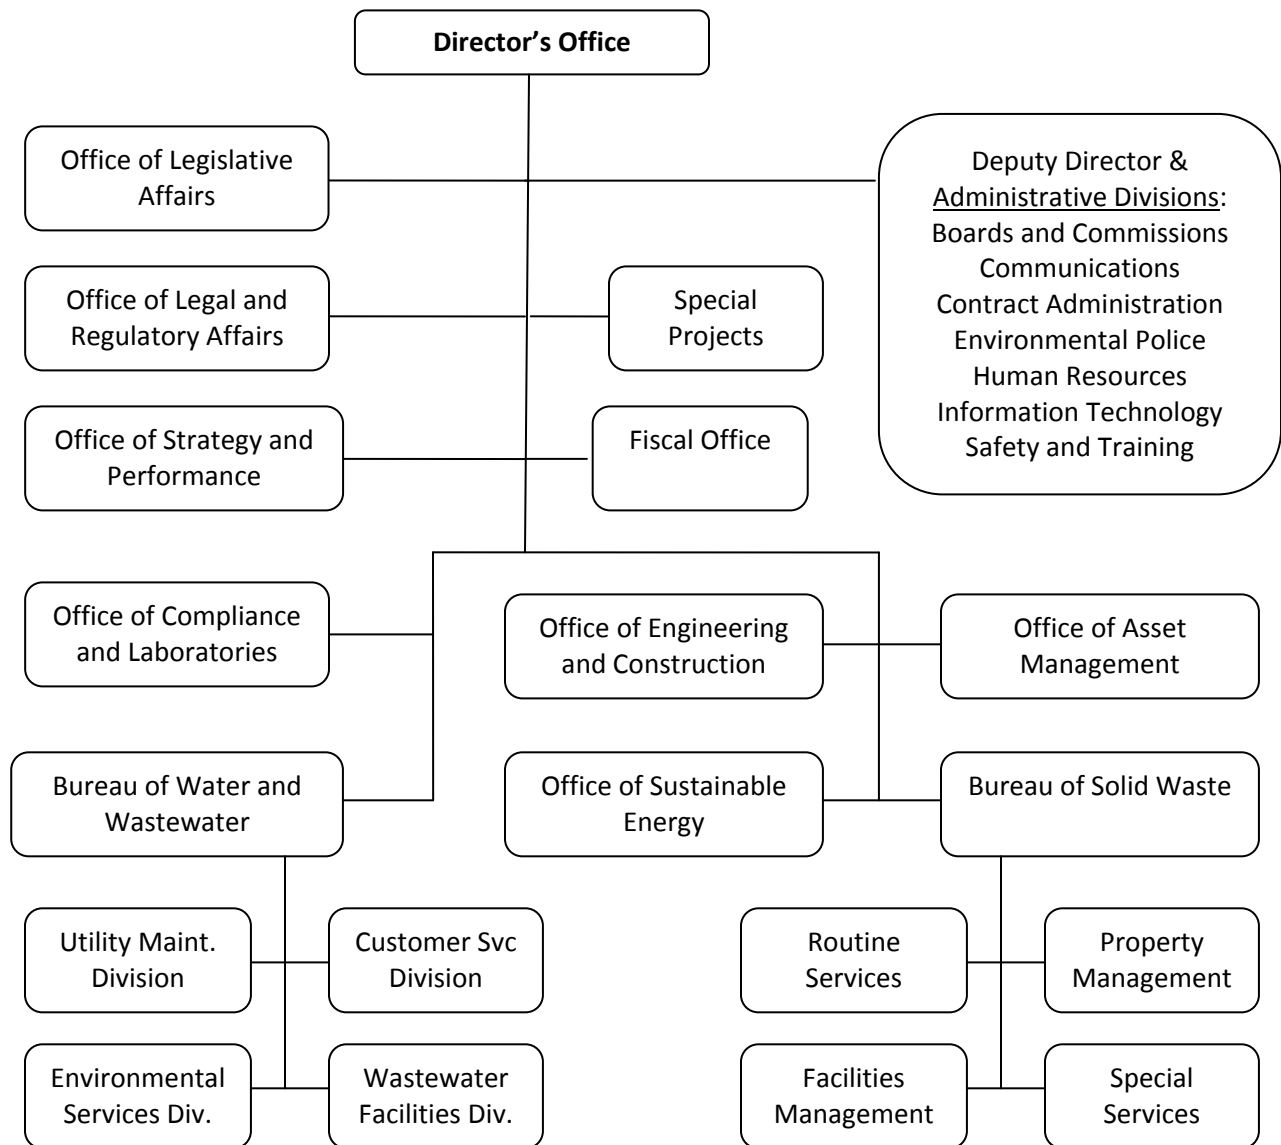 Director’s Office
Office of Legislative
Affairs
Deputy Director &
Administrative Divisions:
Boards and Commissions
Communications
Contract Administration
Environmental Police
Human Resources
Information Technology
Safety and Training
Office of Legal and
Regulatory Affairs
Special
Projects
Office of Strategy and
Performance
Fiscal Office
Office of Compliance
and Laboratories
Office of Engineering
and Construction
Office of Asset
Management
Bureau of Water and
Wastewater
Office of Sustainable
Energy
Bureau of Solid Waste
Utility Maint.
Division
Customer Svc
Division
Routine
Services
Property
Management
Environmental
Services Div.
Wastewater
Facilities Div.
Facilities
Management
Special
Services